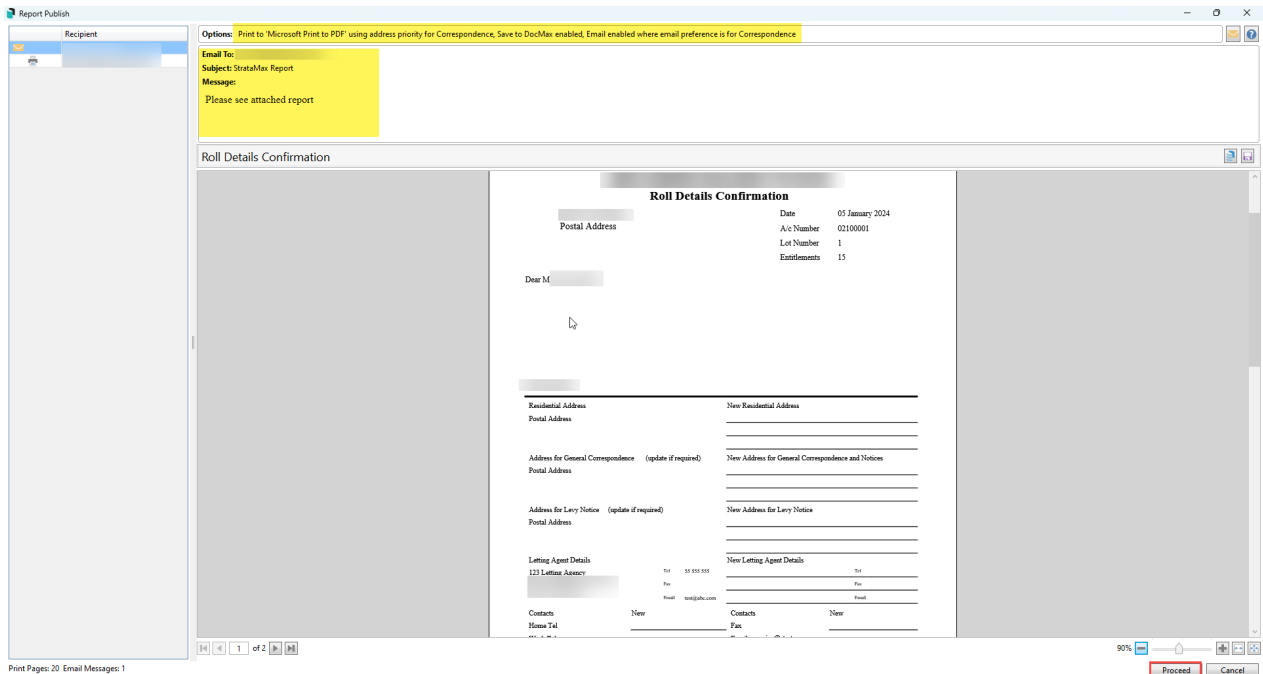 Report Publish
Recipient
Options: Print to 'Microsoft Print to PDF' using address priority for Correspondence, Save to DocMax enabled, Email enabled where email preference is for Correspondence
Email To:
Subject: StrataMax Report
Message:
Please see attached report
Roll Details Confirmation
Roll Details Confirmation
Date 05 January 2024
Postal Address
A/c Number 02100001
Lot Number 1
Entitlements 15
Dear M
Residential Address New Residential Address
Postal Address
Address for General Correspondence (update if required) New Address for General Correspondence and Notices
Postal Address
Address for Levy Notice (update if required) New Address for Levy Notice
Postal Address
Letting Agent Details New Letting Agent Details
123 Letting Agency Tel 55 555 555 Tel
Fax Fax
Email test@abc.com Email
Contacts New Contacts New
Home Tel Fax
1 of 2
90%
Print Pages: 20 Email Messages: 1
Proceed Cancel